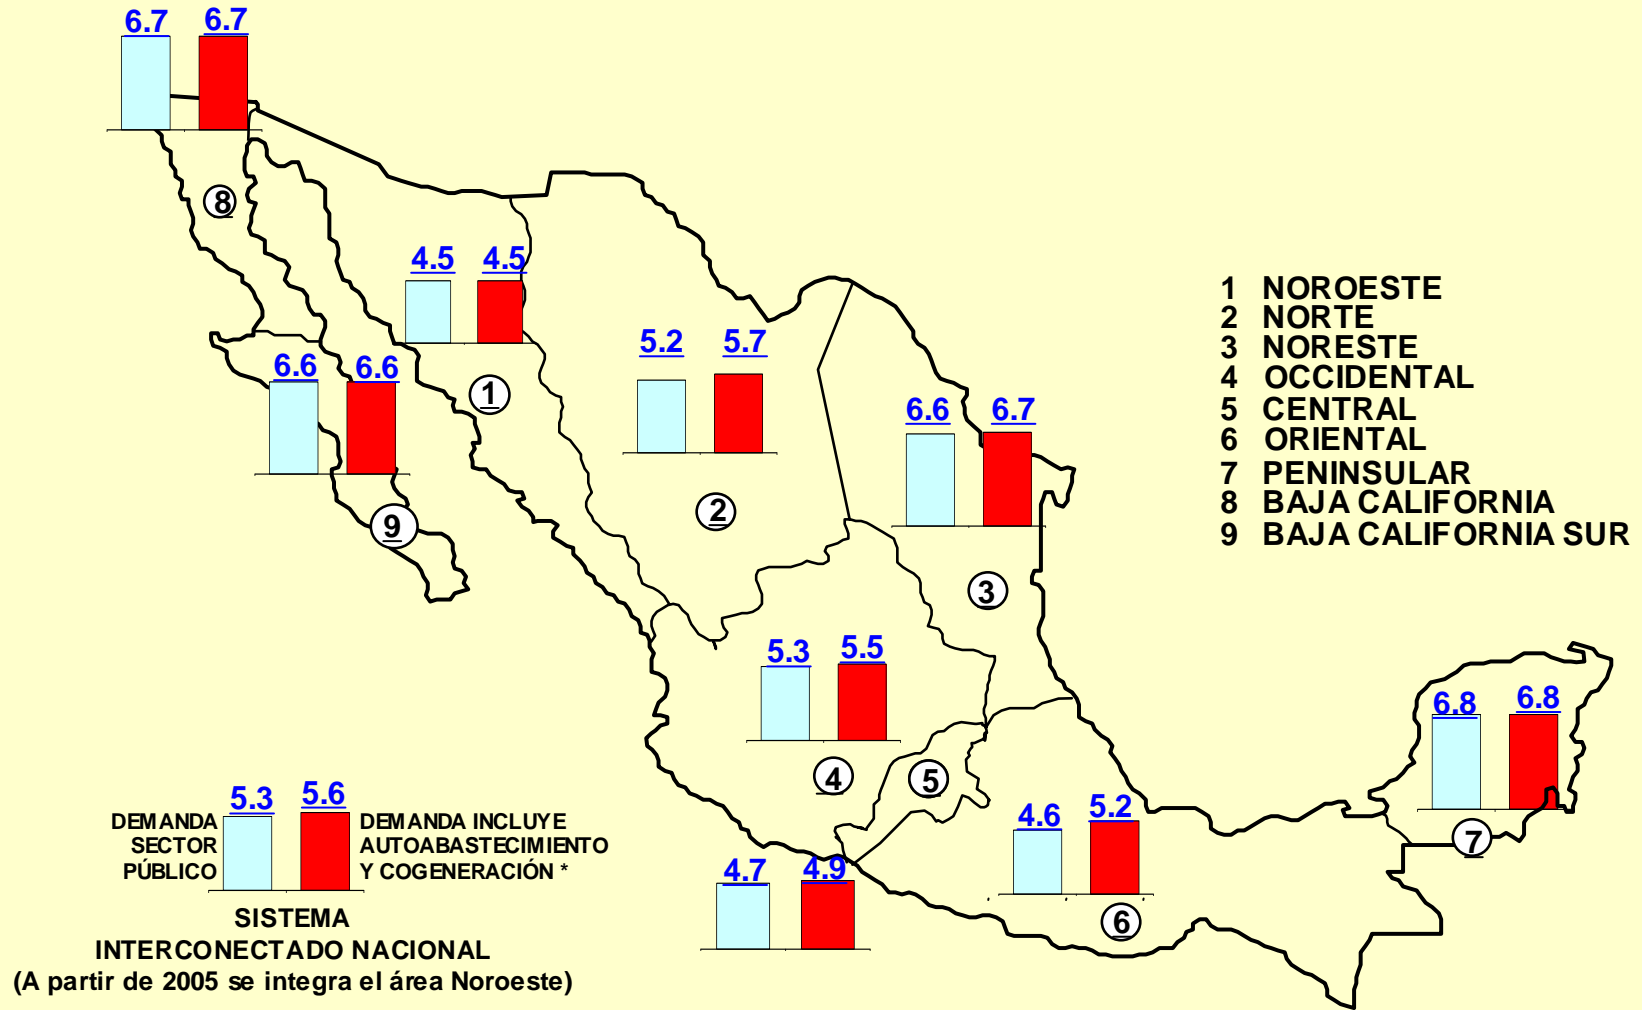 6.7 6.7
8
4.5 4.5
1
6.6 6.6
9
5.2 5.7
2
6.6 6.7
3
1 NOROESTE
2 NORTE
3 NORESTE
4 OCCIDENTAL
5 CENTRAL
6 ORIENTAL
7 PENINSULAR
8 BAJA CALIFORNIA
9 BAJA CALIFORNIA SUR
5.3 5.5
4
5
6.8 6.8
7
4.6 5.2
6
4.7 4.9
5.3 5.6
DEMANDA
SECTOR
PÚBLICO
DEMANDA INCLUYE
AUTOABASTECIMIENTO
Y COGENERACIÓN *
SISTEMA
INTERCONECTADO NACIONAL
(A partir de 2005 se integra el área Noroeste)